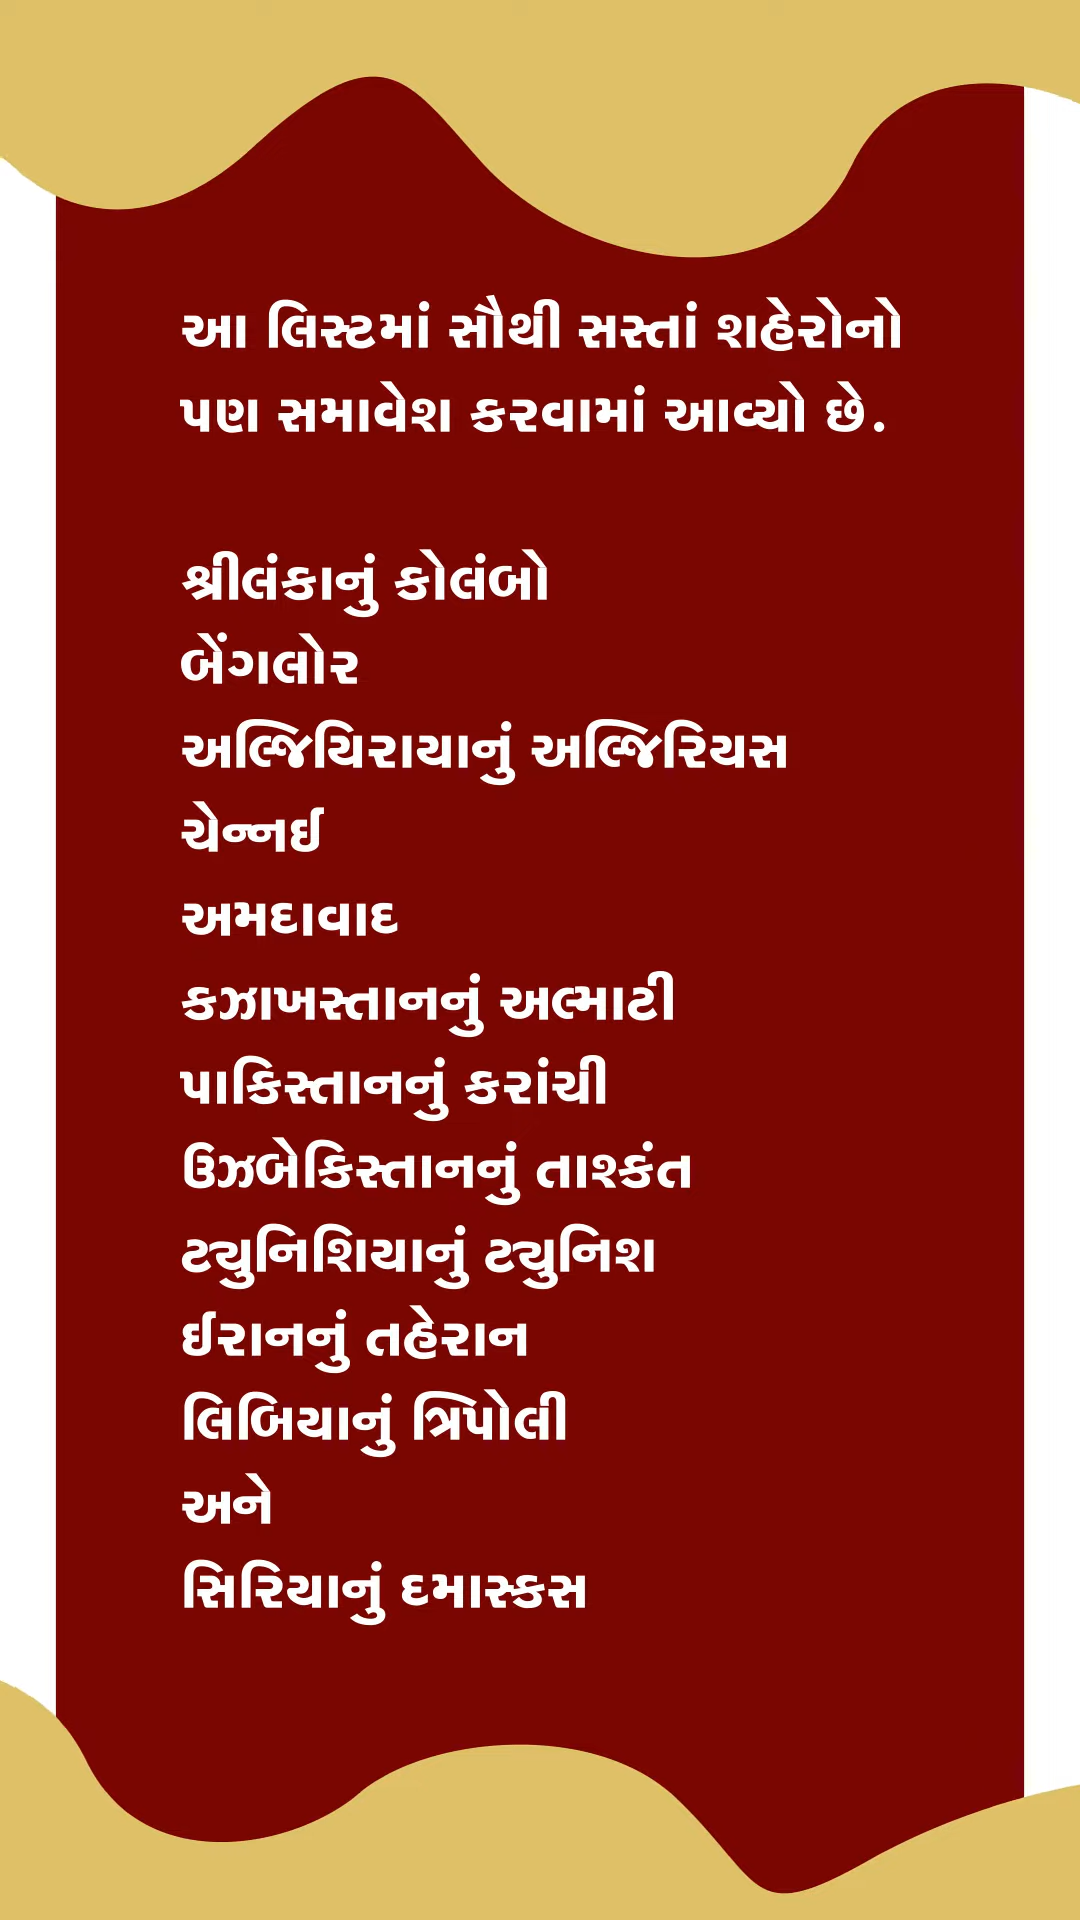 આ લિસ્ટમાં સૌથી સસ્તાં શહેરોનો
પણ સમાવેશ કરવામાં આવ્યો છે.
શ્રીલંકાનું કોલંબો
બેંગલોર
અલ્જિયિરાયાનું અલ્જિરિયસ
ચેન્નઈ
અમદાવાદ
કઝાખસ્તાનનું અલ્માટી
પાકિસ્તાનનું કરાંચી
ઉઝબેકિસ્તાનનું તાશ્કંત
ટ્યુનિશિયાનું ટ્યુનિશ
ઈરાનનું તહેરાન
લિબિયાનું ત્રિપોલી
અને
સિરિયાનું દમાસ્કસ